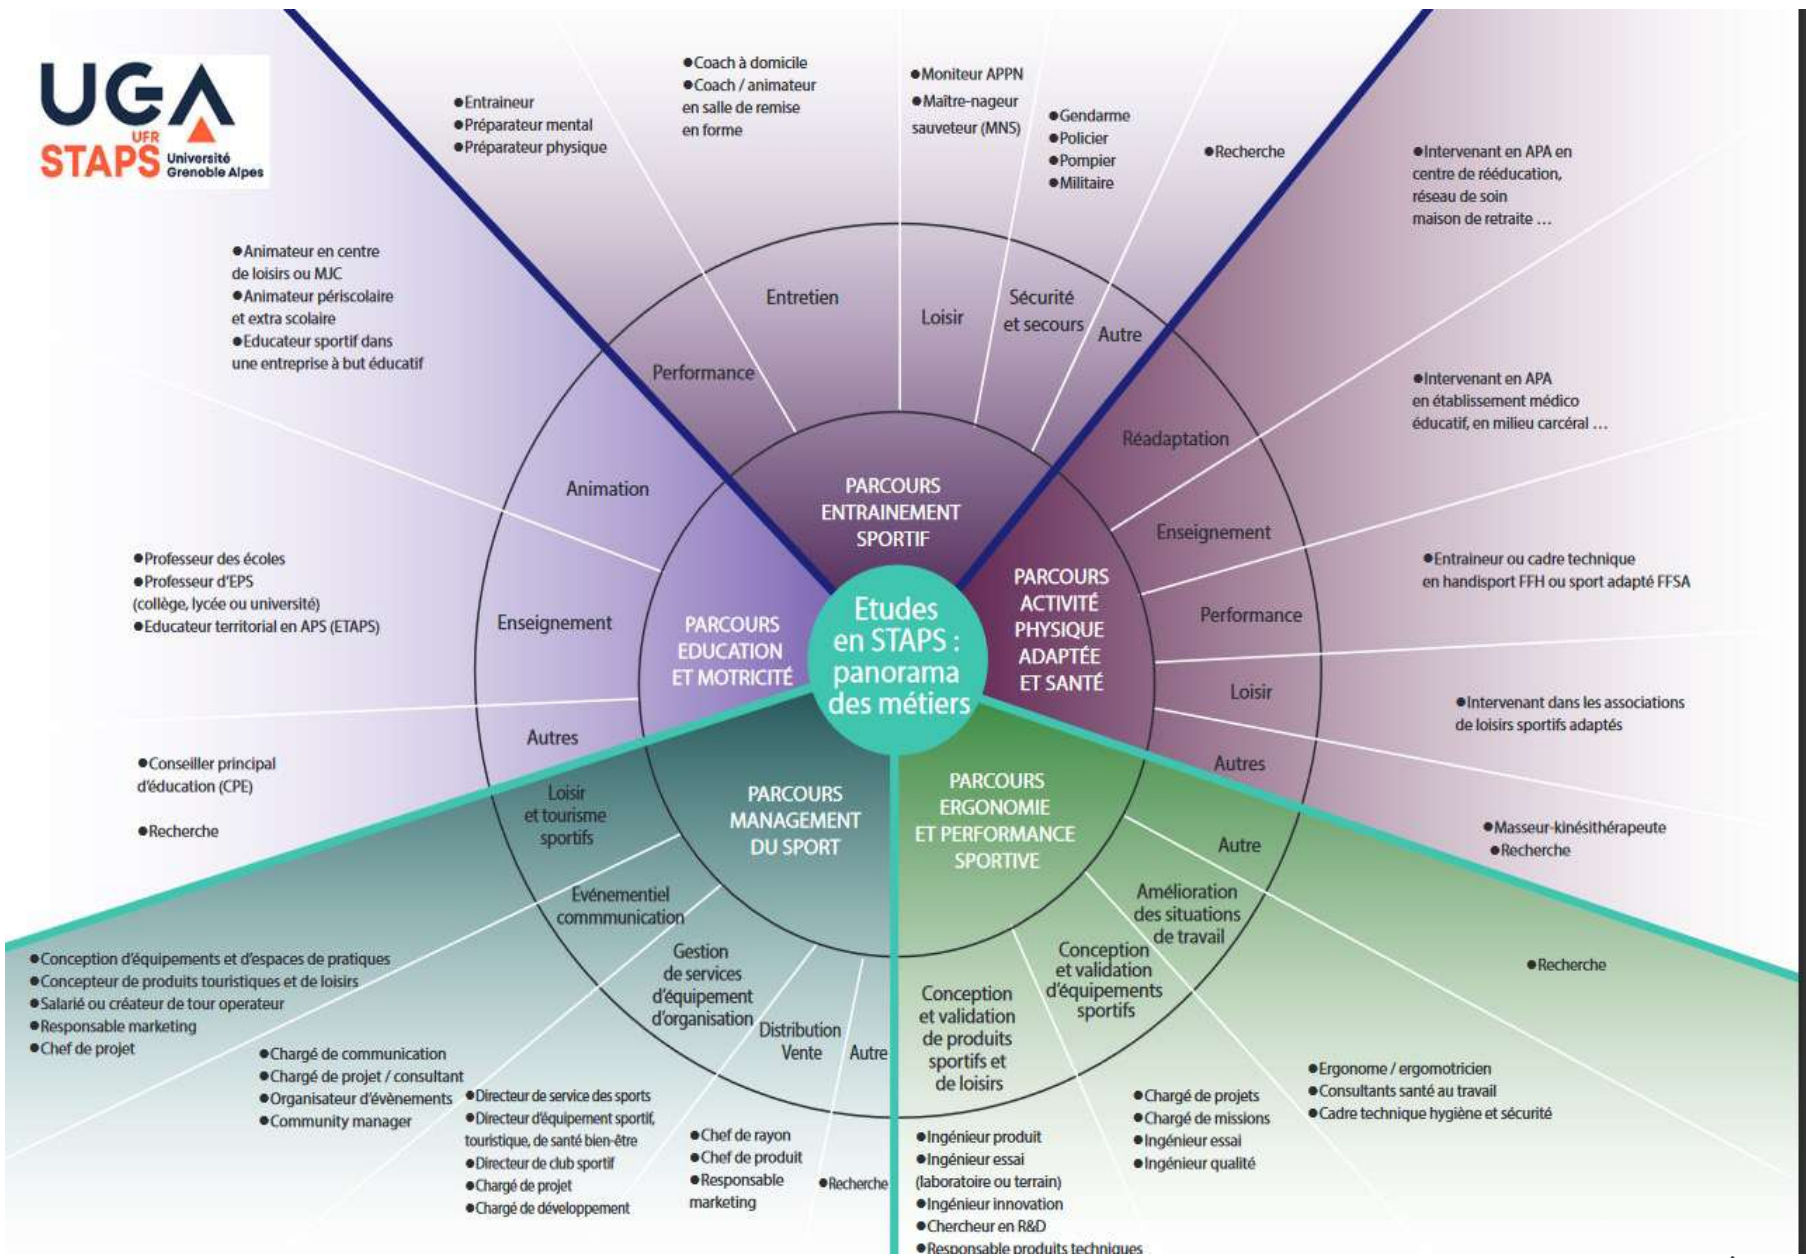 UGA
UFR
STAPS
Université
Grenoble Alpes
Etudes
en STAPS :
panorama
des métiers
PARCOURS
ENTRAINEMENT
SPORTIF
Performance
●Entraineur
●Préparateur mental
●Préparateur physique
Entretien
●Coach à domicile
●Coach / animateur
en salle de remise
en forme
Loisir
●Moniteur APPN
●Maître-nageur
sauveteur (MNS)
Sécurité
et secours
●Gendarme
●Policier
●Pompier
●Militaire
Autre
●Recherche
PARCOURS
ACTIVITÉ
PHYSIQUE
ADAPTÉE
ET SANTÉ
Réadaptation
●Intervenant en APA en
centre de rééducation,
réseau de soin
maison de retraite ...
Enseignement
●Intervenant en APA
en établissement médico
éducatif, en milieu carcéral ...
Performance
●Entraineur ou cadre technique
en handisport FFH ou sport adapté FFSA
Loisir
●Intervenant dans les associations
de loisirs sportifs adaptés
Autres
●Masseur-kinésithérapeute
●Recherche
PARCOURS
ERGONOMIE
ET PERFORMANCE
SPORTIVE
Autre
●Recherche
Amélioration
des situations
de travail
●Ergonome / ergomotricien
●Consultants santé au travail
●Cadre technique hygiène et sécurité
Conception
et validation
d'équipements
sportifs
●Chargé de projets
●Chargé de missions
●Ingénieur essai
●Ingénieur qualité
Conception
et validation
de produits
sportifs et
de loisirs
●Ingénieur produit
●Ingénieur essai
(laboratoire ou terrain)
●Ingénieur innovation
●Chercheur en R&D
●Responsable produits techniques
PARCOURS
MANAGEMENT
DU SPORT
Autre
●Recherche
Distribution
Vente
●Chef de rayon
●Chef de produit
●Responsable
marketing
Gestion
de services
d'équipement
d'organisation
●Directeur de service des sports
●Directeur d'équipement sportif,
touristique, de santé bien-être
●Directeur de club sportif
●Chargé de projet
●Chargé de développement
Evénementiel
commmunication
●Chargé de communication
●Chargé de projet / consultant
●Organisateur d'évènements
●Community manager
Loisir
et tourisme
sportifs
●Conception d'équipements et d'espaces de pratiques
●Concepteur de produits touristiques et de loisirs
●Salarié ou créateur de tour operateur
●Responsable marketing
●Chef de projet
PARCOURS
EDUCATION
ET MOTRICITÉ
Autres
●Conseiller principal
d'éducation (CPE)
●Recherche
Enseignement
●Professeur des écoles
●Professeur d'EPS
(collège, lycée ou université)
●Educateur territorial en APS (ETAPS)
Animation
●Animateur en centre
de loisirs ou MJC
●Animateur périscolaire
et extra scolaire
●Educateur sportif dans
une entreprise à but éducatif